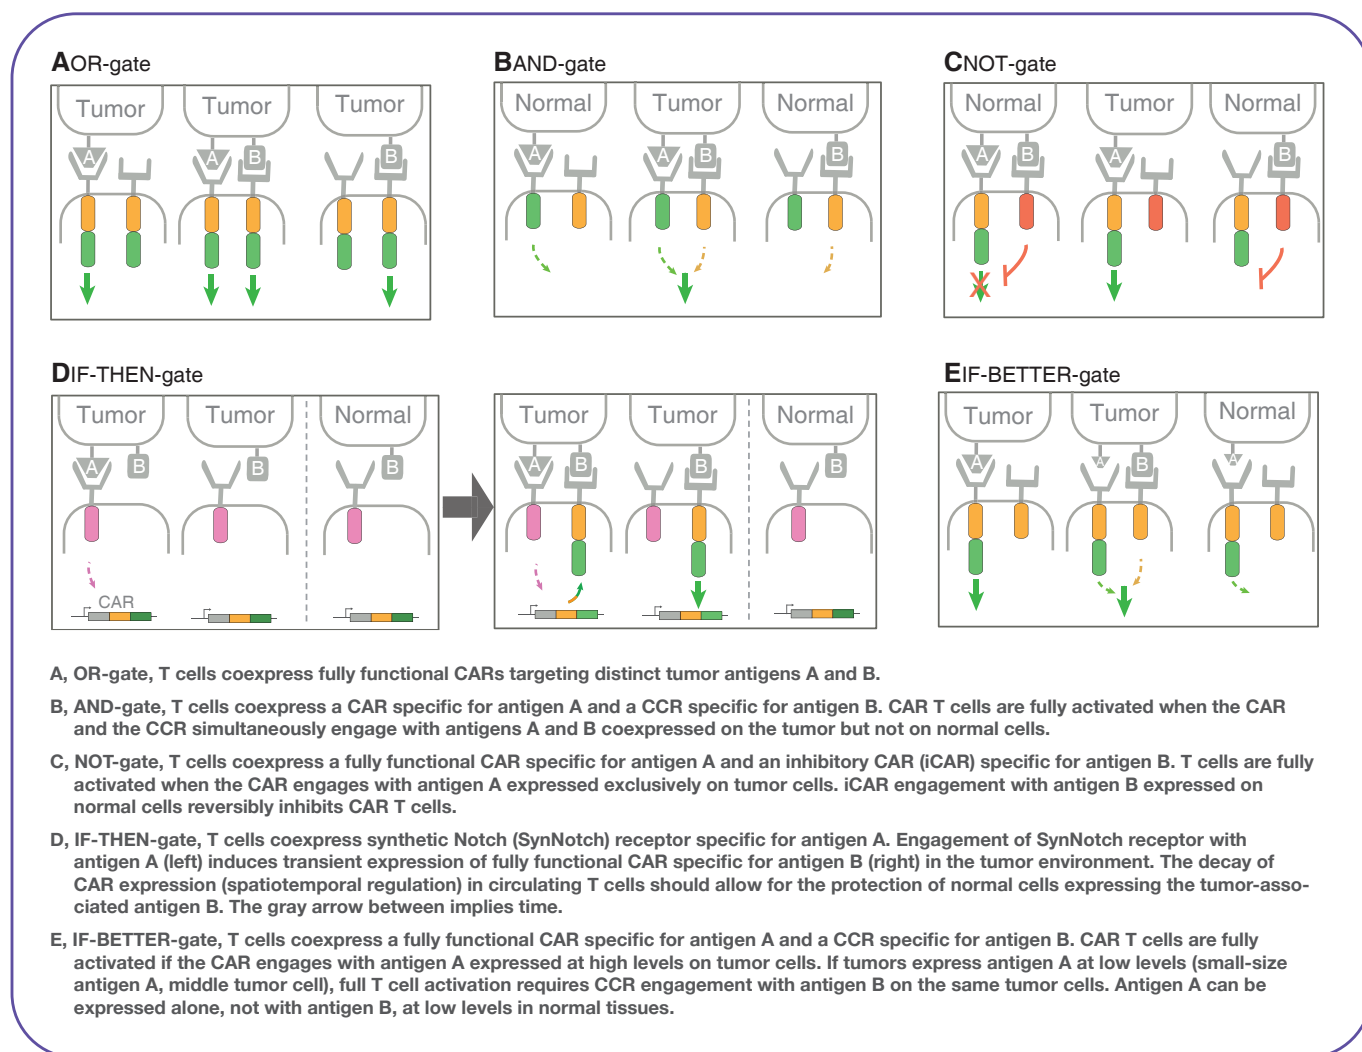 A OR-gate
Tumor Tumor Tumor
A A B B
B AND-gate
Normal Tumor Normal
A A B B
C NOT-gate
Normal Tumor Normal
A B A B
X
D IF-THEN-gate
Tumor Tumor Normal
A B B B
CAR
Tumor Tumor Normal
A B B B
E IF-BETTER-gate
Tumor Tumor Normal
A A B A
A, OR-gate, T cells coexpress fully functional CARs targeting distinct tumor antigens A and B.
B, AND-gate, T cells coexpress a CAR specific for antigen A and a CCR specific for antigen B. CAR T cells are fully activated when the CAR
and the CCR simultaneously engage with antigens A and B coexpressed on the tumor but not on normal cells.
C, NOT-gate, T cells coexpress a fully functional CAR specific for antigen A and an inhibitory CAR (iCAR) specific for antigen B. T cells are fully
activated when the CAR engages with antigen A expressed exclusively on tumor cells. iCAR engagement with antigen B expressed on
normal cells reversibly inhibits CAR T cells.
D, IF-THEN-gate, T cells coexpress synthetic Notch (SynNotch) receptor specific for antigen A. Engagement of SynNotch receptor with
antigen A (left) induces transient expression of fully functional CAR specific for antigen B (right) in the tumor environment. The decay of
CAR expression (spatiotemporal regulation) in circulating T cells should allow for the protection of normal cells expressing the tumor-asso-
ciated antigen B. The gray arrow between implies time.
E, IF-BETTER-gate, T cells coexpress a fully functional CAR specific for antigen A and a CCR specific for antigen B. CAR T cells are fully
activated if the CAR engages with antigen A expressed at high levels on tumor cells. If tumors express antigen A at low levels (small-size
antigen A, middle tumor cell), full T cell activation requires CCR engagement with antigen B on the same tumor cells. Antigen A can be
expressed alone, not with antigen B, at low levels in normal tissues.